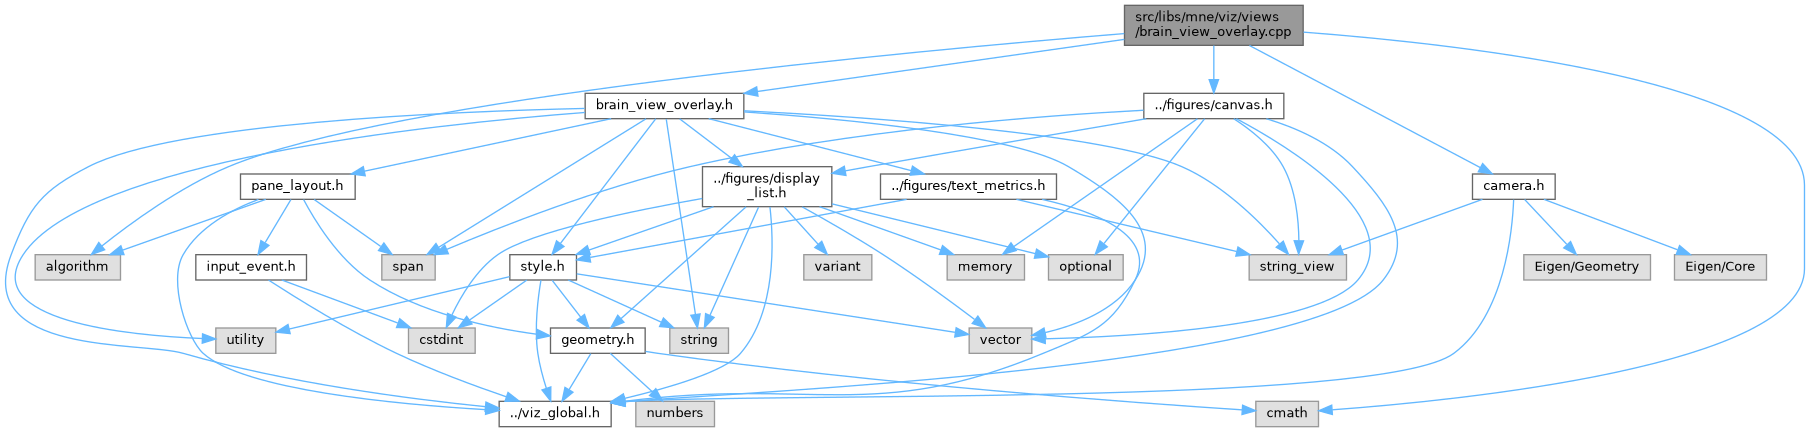 src/libs/mne/viz/views
/brain_view_overlay.cpp
brain_view_overlay.h
../figures/canvas.h
pane_layout.h
../figures/display
_list.h
../figures/text_metrics.h
camera.h
algorithm
input_event.h
span
style.h
variant
memory
optional
string_view
Eigen/Geometry
Eigen/Core
utility
cstdint
geometry.h
string
vector
../viz_global.h
numbers
cmath